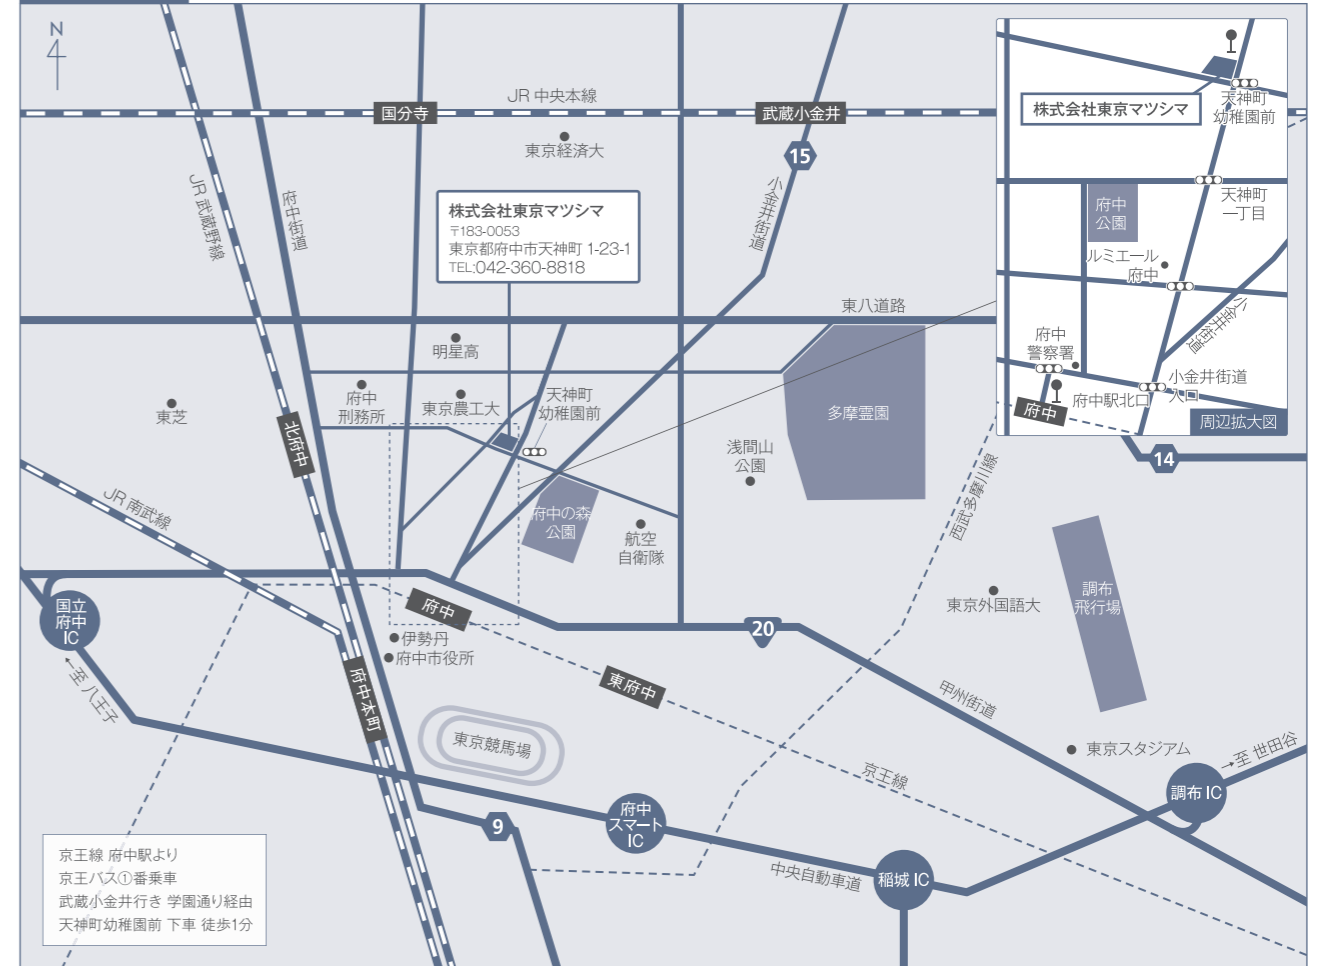 N
JR 中央本線
国分寺
武蔵小金井
東京経済大
15
JR 武蔵野線
府中街道
小金井街道
株式会社東京マツシマ
〒183-0053
東京都府中市天神町 1-23-1
TEL:042-360-8818
東八道路
明星高
府中
刑務所
東京農工大
天神町
幼稚園前
東芝
北府中
多摩霊園
浅間山
公園
府中の森
公園
航空
自衛隊
JR 南武線
西武多摩川線
14
調布
飛行場
東京外国語大
国立
府中
IC
←至 八王子
府中
伊勢丹
府中市役所
20
東府中
府中本町
東京競馬場
甲州街道
東京スタジアム
→至 世田谷
京王線
調布 IC
府中
スマート
IC
9
中央自動車道
稲城 IC
京王線 府中駅より
京王バス①番乗車
武蔵小金井行き 学園通り経由
天神町幼稚園前 下車 徒歩1分
株式会社東京マツシマ
天神町
幼稚園前
府中
公園
天神町
一丁目
ルミエール
府中
小金井街道
府中
警察署
小金井街道
入口
府中駅北口
府中
周辺拡大図